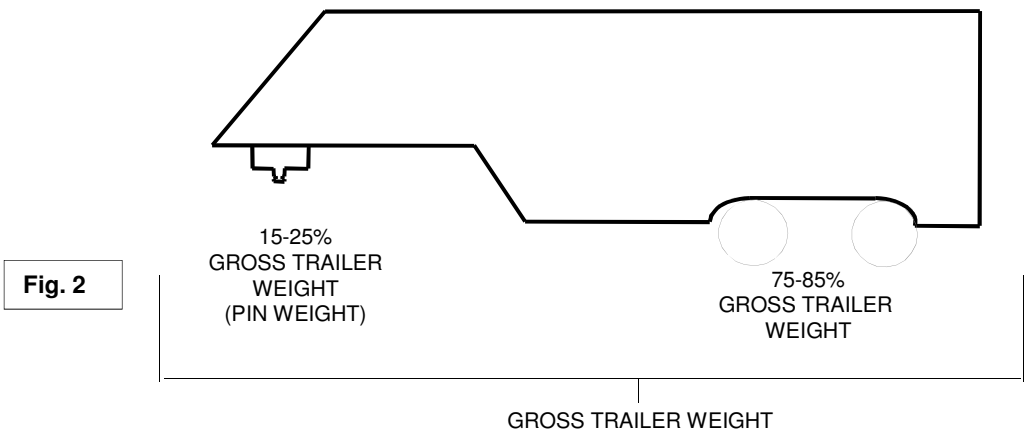 15-25%
GROSS TRAILER
WEIGHT
(PIN WEIGHT)
Fig. 2
75-85%
GROSS TRAILER
WEIGHT
GROSS TRAILER WEIGHT